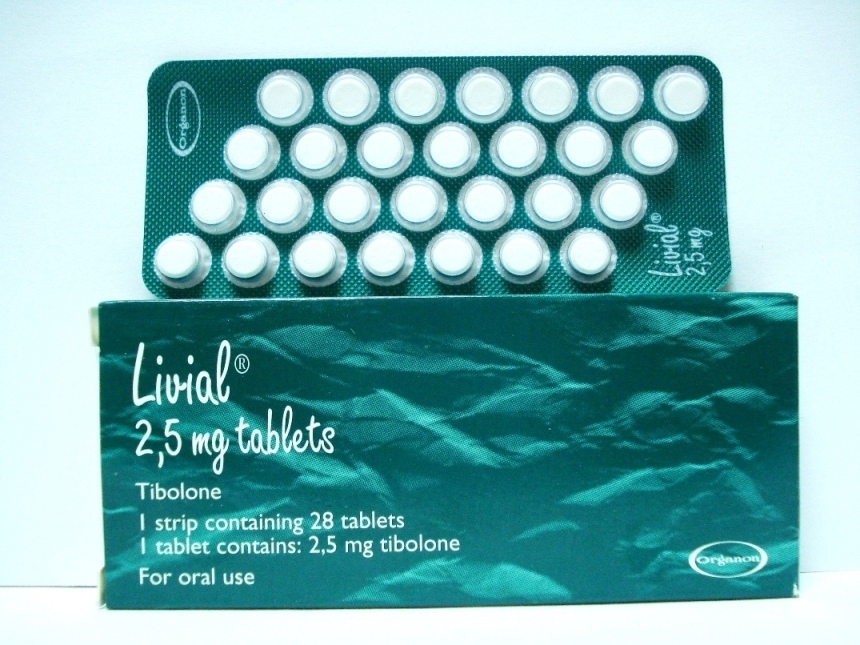 Organon
Livial®
2,5 mg
Livial®
2,5 mg tablets
Tibolone
1 strip containing 28 tablets
1 tablet contains: 2,5 mg tibolone
For oral use
Organon